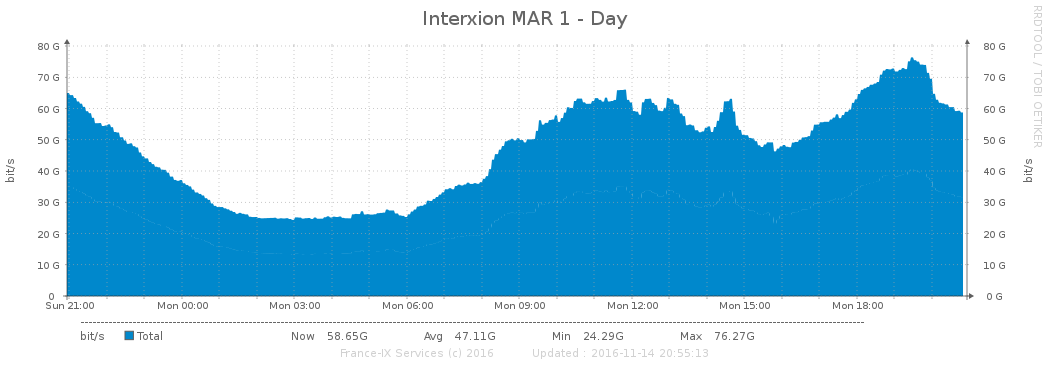 Interxion MAR 1 - Day
RRDTOOL / TOBI OETIKER
80 G 80 G
70 G 70 G
60 G 60 G
50 G 50 G
40 G 40 G
30 G 30 G
20 G 20 G
10 G 10 G
0 0 G
bit/s bit/s
Sun 21:00 Mon 00:00 Mon 03:00 Mon 06:00 Mon 09:00 Mon 12:00 Mon 15:00 Mon 18:00
bit/s Total Now 58.65G Avg 47.11G Min 24.29G Max 76.27G
France-IX Services (c) 2016 Updated : 2016-11-14 20:55:13